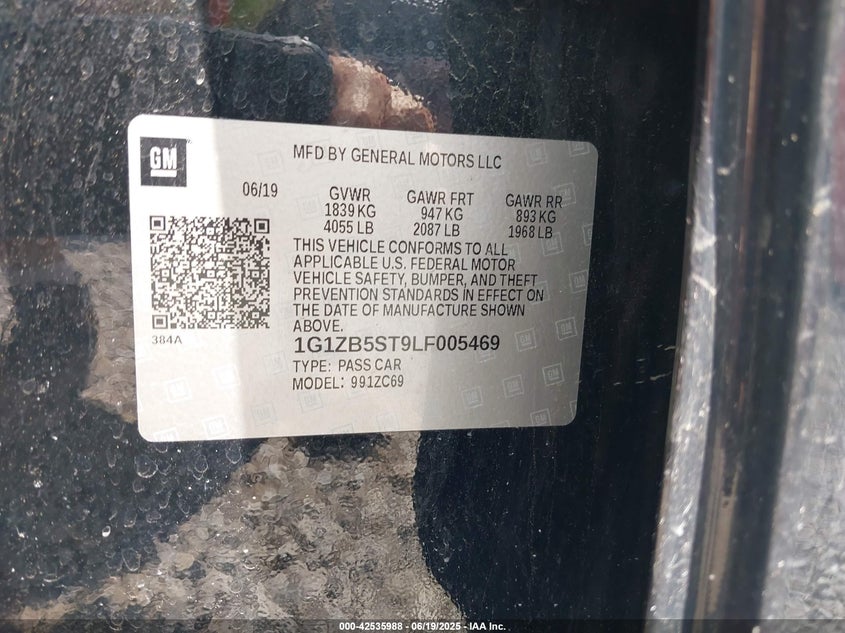 GM
MFD BY GENERAL MOTORS LLC
06/19 GVWR GAWR FRT GAWR RR
1839 KG 947 KG 893 KG
4055 LB 2087 LB 1968 LB
THIS VEHICLE CONFORMS TO ALL
APPLICABLE U.S. FEDERAL MOTOR
VEHICLE SAFETY, BUMPER, AND THEFT
PREVENTION STANDARDS IN EFFECT ON
THE DATE OF MANUFACTURE SHOWN
ABOVE.
384A
1G1ZB5ST9LF005469
TYPE: PASS CAR
MODEL: 991ZC69
000-42535988 - 06/19/2025 - IAA Inc.